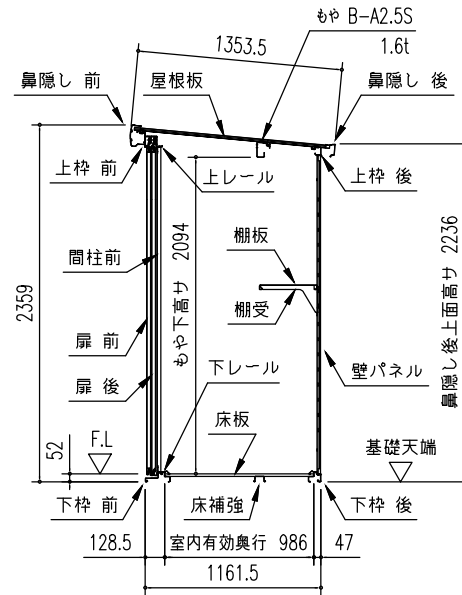 もや B-A2.5S
1.6t
1353.5
鼻隠し 前
屋根板
鼻隠し 後
上枠 前
上レール
上枠 後
間柱前
もや下高サ 2094
棚板
棚受
鼻隠し後上面高サ 2236
2359
扉 前
扉 後
下レール
壁パネル
52
F.L
床板
基礎天端
下枠 前
床補強
下枠 後
128.5
室内有効奥行 986
47
1161.5